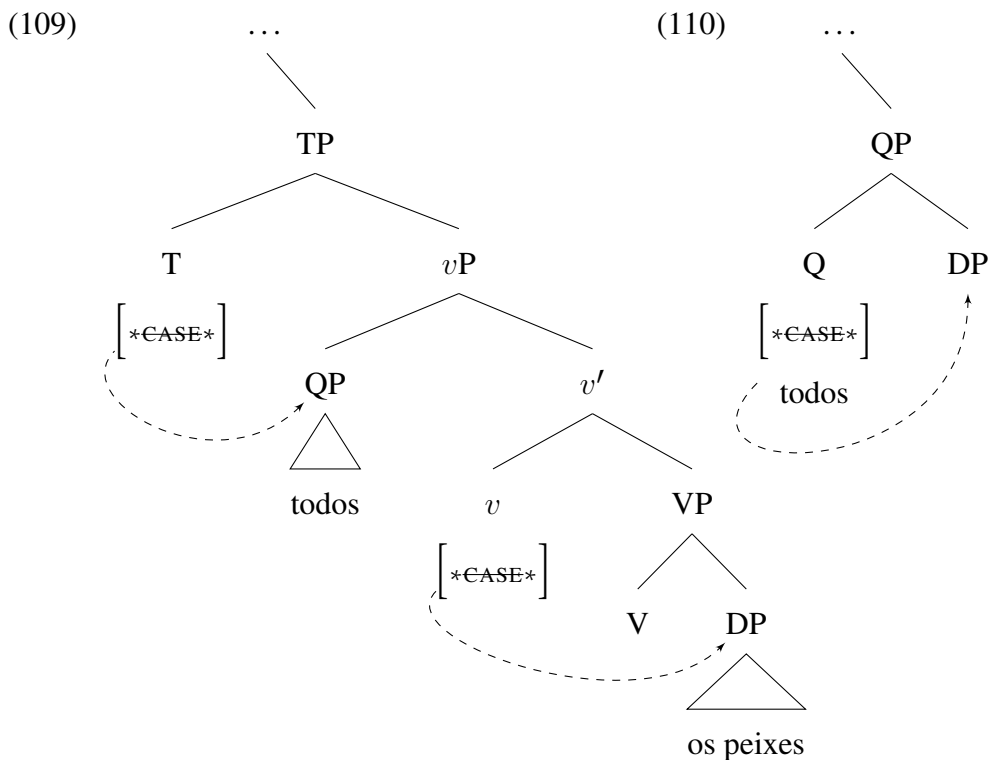 (109) ... (110) ...
TP QP
T vP Q DP
[*CASE*] [*CASE*]
QP v′ todos
todos v VP
[*CASE*]
V DP
os peixes